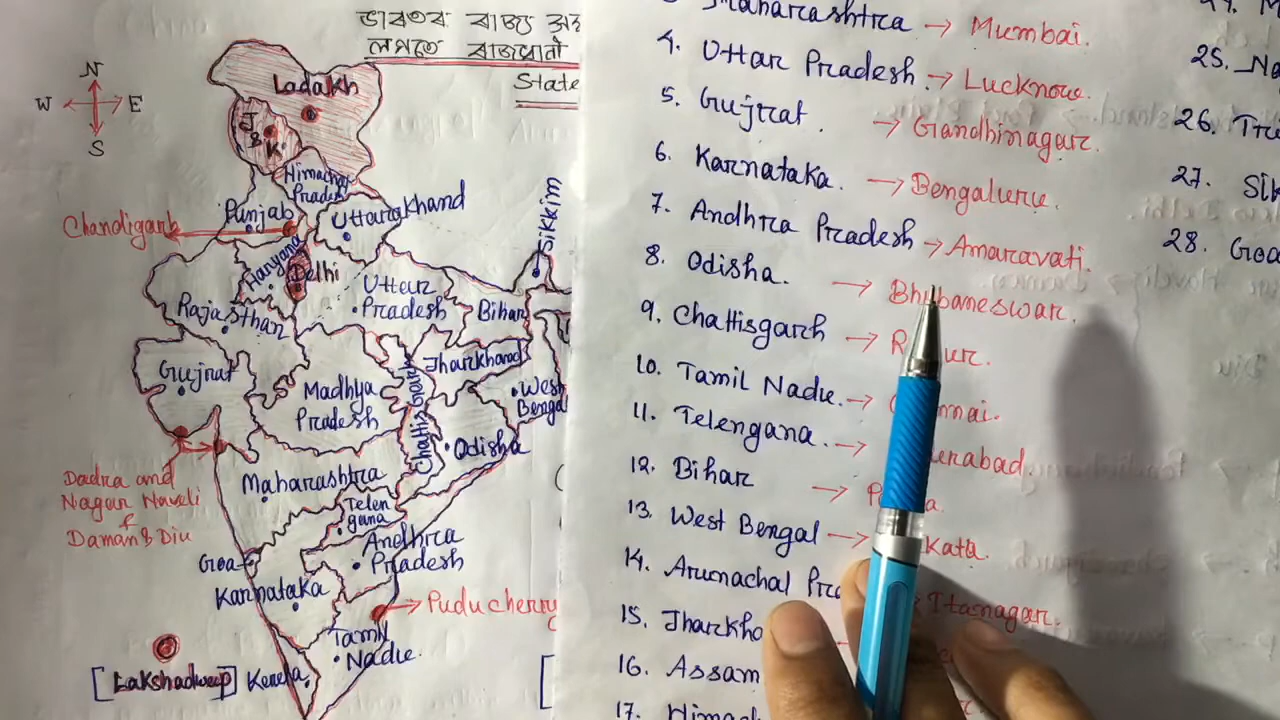 ভাৰতৰ ৰাজ্য
লগতে ৰাজধানী
State
N
W E
S
Ladakh
J & K
Himachal
Pradesh
Punjab
Uttarakhand
Chandigarh
Haryana
Delhi
Sikkim
Uttar
Pradesh
Bihar
Rajasthan
Gujrat
Madhya
Pradesh
Jharkhand
Chattisgarh
West
Bengal
Odisha
Dadra and
Nagar Haveli
&
Daman & Diu
Maharashtra
Telen
gana
Andhra
Pradesh
Goa
Karnataka
Puducherry
Tamil
Nadu
[Lakshadweep]
Kerela
Maharashtra → Mumbai.
4. Uttar Pradesh → Lucknow.
5. Gujrat. → Gandhinagar.
6. Karnataka. → Bengaluru.
7. Andhra Pradesh → Amaravati.
8. Odisha. → Bhubaneswar.
9. Chattisgarh →
10. Tamil Nadu. →
11. Telengana. →
12. Bihar →
13. West Bengal →
14. Arunachal Itasnagar.
15.
16. Assam
17.
25.
26.
27.
28. Goa